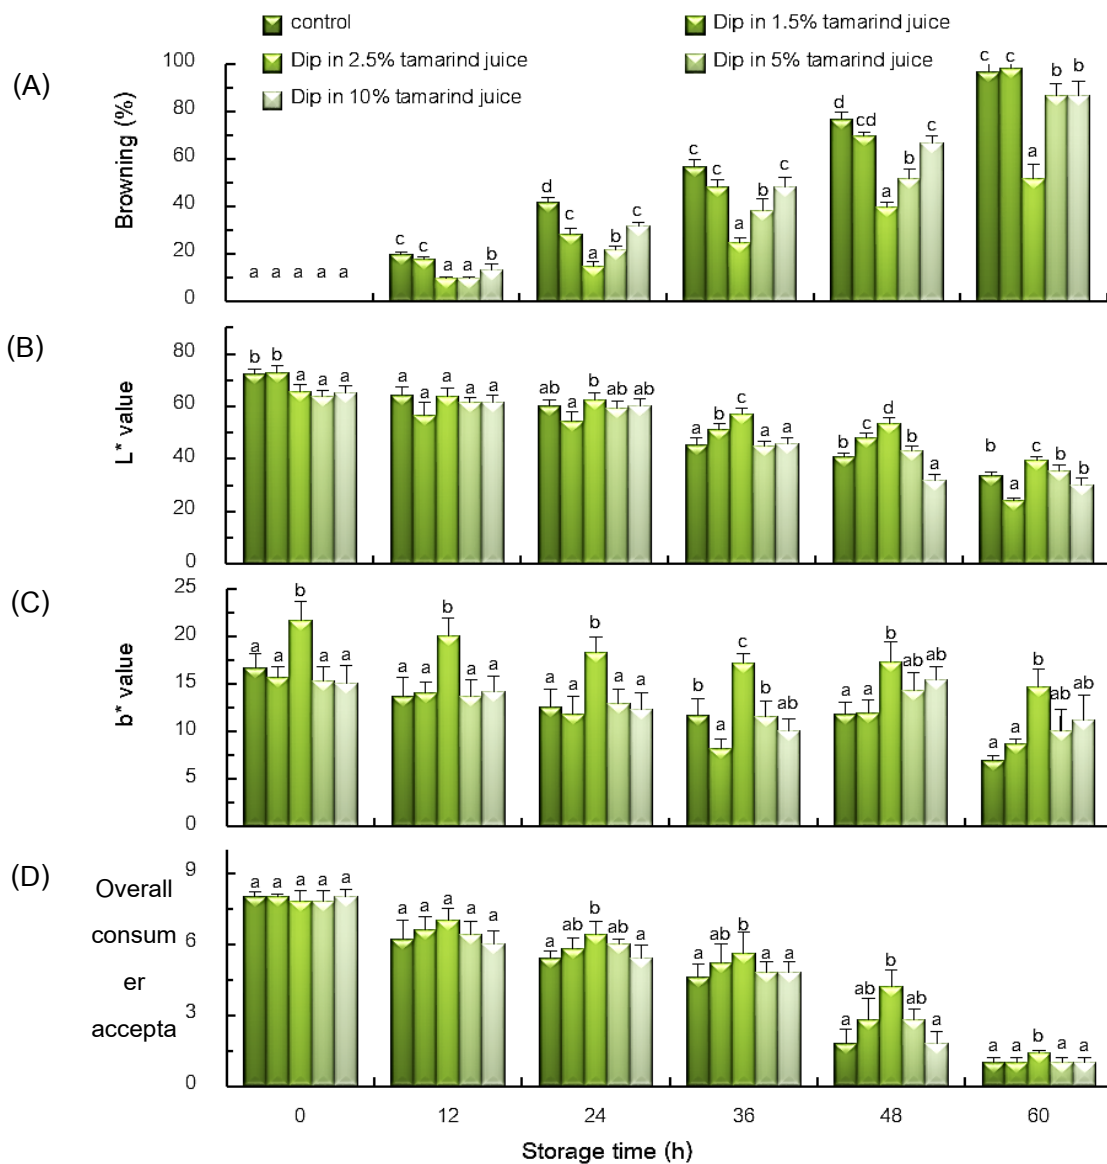 control
Dip in 1.5% tamarind juice
Dip in 2.5% tamarind juice
Dip in 5% tamarind juice
Dip in 10% tamarind juice
(A)
Browning (%)
100
80
60
40
20
0
a a a a a
c c a a b
d c a b c
c c a b c
d cd a b c
c c a b b
(B)
L* value
80
60
40
20
0
b b a a a
a a a a a
ab a b ab ab
a b c a a
b c d b a
b a c b b
(C)
b* value
25
20
15
10
5
0
a a b a a
a a b a a
a a b a a
b a c b ab
a a b ab ab
a a b ab ab
(D)
Overall
consum
er
accepta
9
6
3
0
a a a a a
a a a a a
a ab b ab a
a ab b a a
a ab b ab a
a a b a a
0 12 24 36 48 60
Storage time (h)